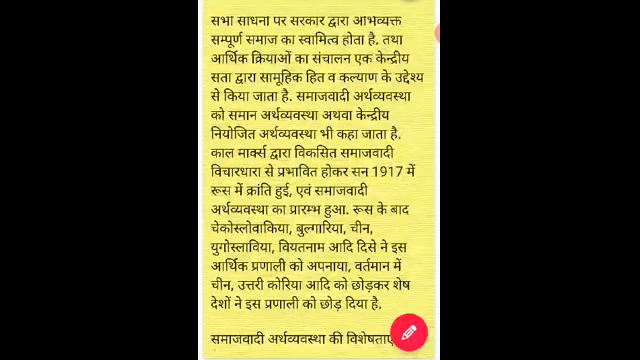 सभी साधनों पर सरकार द्वारा अभिव्यक्त
सम्पूर्ण समाज का स्वामित्व होता है. तथा
आर्थिक क्रियाओं का संचालन एक केन्द्रीय
सता द्वारा सामूहिक हित व कल्याण के उद्देश्य
से किया जाता है. समाजवादी अर्थव्यवस्था
को समान अर्थव्यवस्था अथवा केन्द्रीय
नियोजित अर्थव्यवस्था भी कहा जाता है.
काल मार्क्स द्वारा विकसित समाजवादी
विचारधारा से प्रभावित होकर सन 1917 में
रूस में क्रांति हुई, एवं समाजवादी
अर्थव्यवस्था का प्रारम्भ हुआ. रूस के बाद
चेकोस्लोवाकिया, बुल्गारिया, चीन,
युगोस्लाविया, वियतनाम आदि दिसे ने इस
आर्थिक प्रणाली को अपनाया, वर्तमान में
चीन, उत्तरी कोरिया आदि को छोड़कर शेष
देशों ने इस प्रणाली को छोड़ दिया है.
समाजवादी अर्थव्यवस्था की विशेषताएं